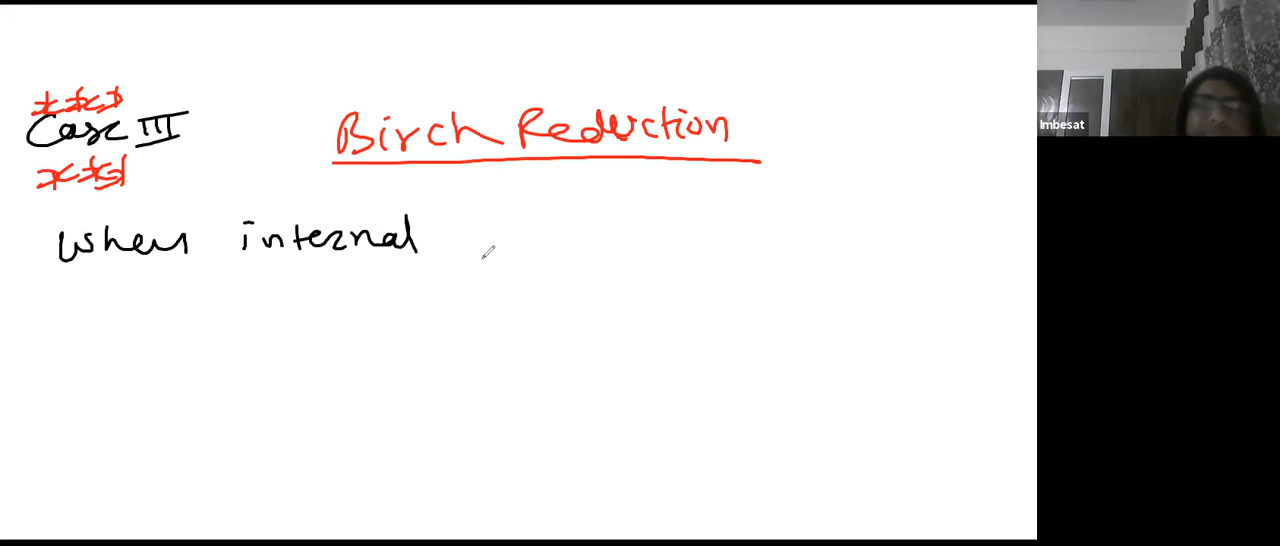 Case III
Birch Reduction
when internal
Imbesat